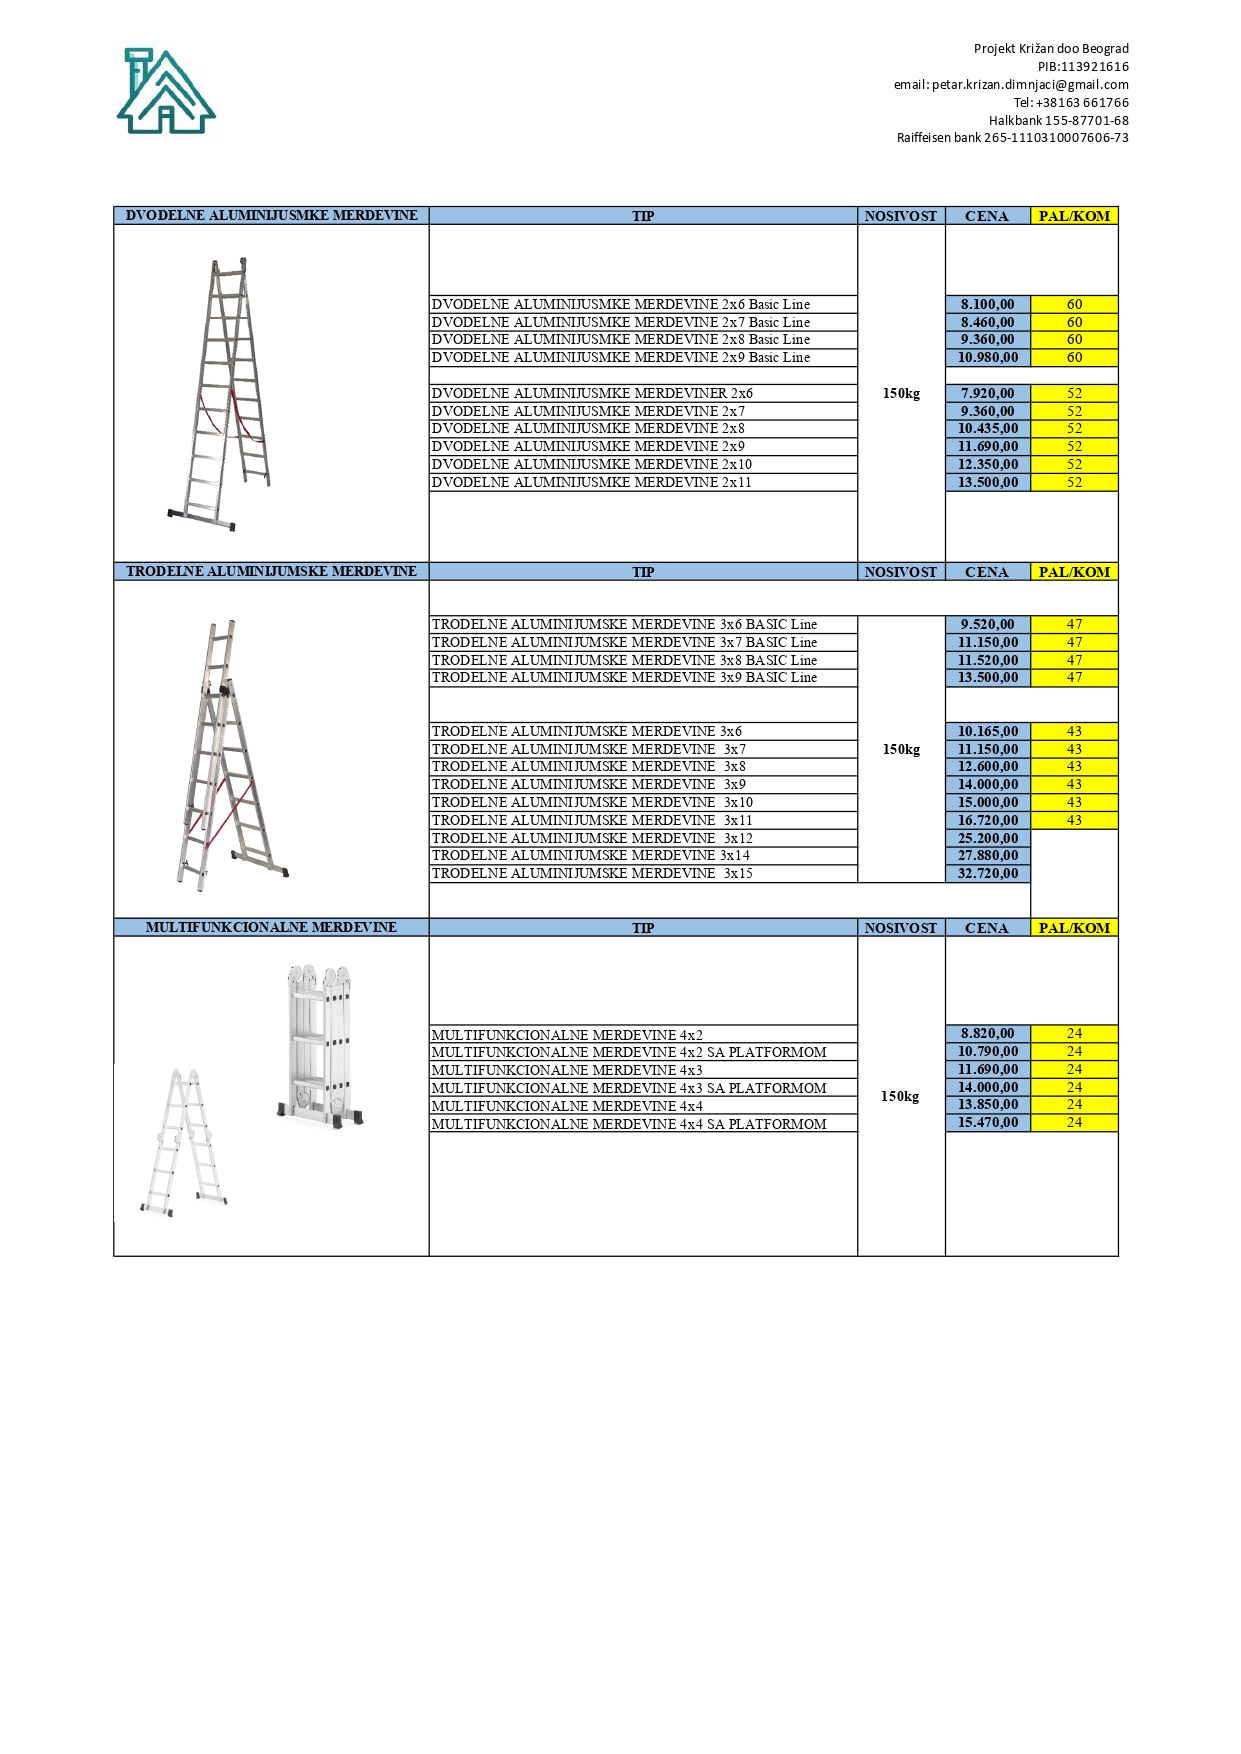 Projekt Križan doo Beograd
PIB:113921616
email: petar.krizan.dimnjaci@gmail.com
Tel: +38163 661766
Halkbank 155-87701-68
Raiffeisen bank 265-1110310007606-73
DVODELNE ALUMINIJUSMKE MERDEVINE TIP NOSIVOST CENA PAL/KOM
DVODELNE ALUMINIJUSMKE MERDEVINE 2x6 Basic Line 8.100,00 60
DVODELNE ALUMINIJUSMKE MERDEVINE 2x7 Basic Line 8.460,00 60
DVODELNE ALUMINIJUSMKE MERDEVINE 2x8 Basic Line 9.360,00 60
DVODELNE ALUMINIJUSMKE MERDEVINE 2x9 Basic Line 10.980,00 60
DVODELNE ALUMINIJUSMKE MERDEVINER 2x6 150kg 7.920,00 52
DVODELNE ALUMINIJUSMKE MERDEVINE 2x7 9.360,00 52
DVODELNE ALUMINIJUSMKE MERDEVINE 2x8 10.435,00 52
DVODELNE ALUMINIJUSMKE MERDEVINE 2x9 11.690,00 52
DVODELNE ALUMINIJUSMKE MERDEVINE 2x10 12.350,00 52
DVODELNE ALUMINIJUSMKE MERDEVINE 2x11 13.500,00 52
TRODELNE ALUMINIJUMSKE MERDEVINE TIP NOSIVOST CENA PAL/KOM
TRODELNE ALUMINIJUMSKE MERDEVINE 3x6 BASIC Line 9.520,00 47
TRODELNE ALUMINIJUMSKE MERDEVINE 3x7 BASIC Line 11.150,00 47
TRODELNE ALUMINIJUMSKE MERDEVINE 3x8 BASIC Line 11.520,00 47
TRODELNE ALUMINIJUMSKE MERDEVINE 3x9 BASIC Line 13.500,00 47
TRODELNE ALUMINIJUMSKE MERDEVINE 3x6 10.165,00 43
TRODELNE ALUMINIJUMSKE MERDEVINE 3x7 150kg 11.150,00 43
TRODELNE ALUMINIJUMSKE MERDEVINE 3x8 12.600,00 43
TRODELNE ALUMINIJUMSKE MERDEVINE 3x9 14.000,00 43
TRODELNE ALUMINIJUMSKE MERDEVINE 3x10 15.000,00 43
TRODELNE ALUMINIJUMSKE MERDEVINE 3x11 16.720,00 43
TRODELNE ALUMINIJUMSKE MERDEVINE 3x12 25.200,00
TRODELNE ALUMINIJUMSKE MERDEVINE 3x14 27.880,00
TRODELNE ALUMINIJUMSKE MERDEVINE 3x15 32.720,00
MULTIFUNKCIONALNE MERDEVINE TIP NOSIVOST CENA PAL/KOM
MULTIFUNKCIONALNE MERDEVINE 4x2 8.820,00 24
MULTIFUNKCIONALNE MERDEVINE 4x2 SA PLATFORMOM 10.790,00 24
MULTIFUNKCIONALNE MERDEVINE 4x3 11.690,00 24
MULTIFUNKCIONALNE MERDEVINE 4x3 SA PLATFORMOM 14.000,00 24
150kg
MULTIFUNKCIONALNE MERDEVINE 4x4 13.850,00 24
MULTIFUNKCIONALNE MERDEVINE 4x4 SA PLATFORMOM 15.470,00 24